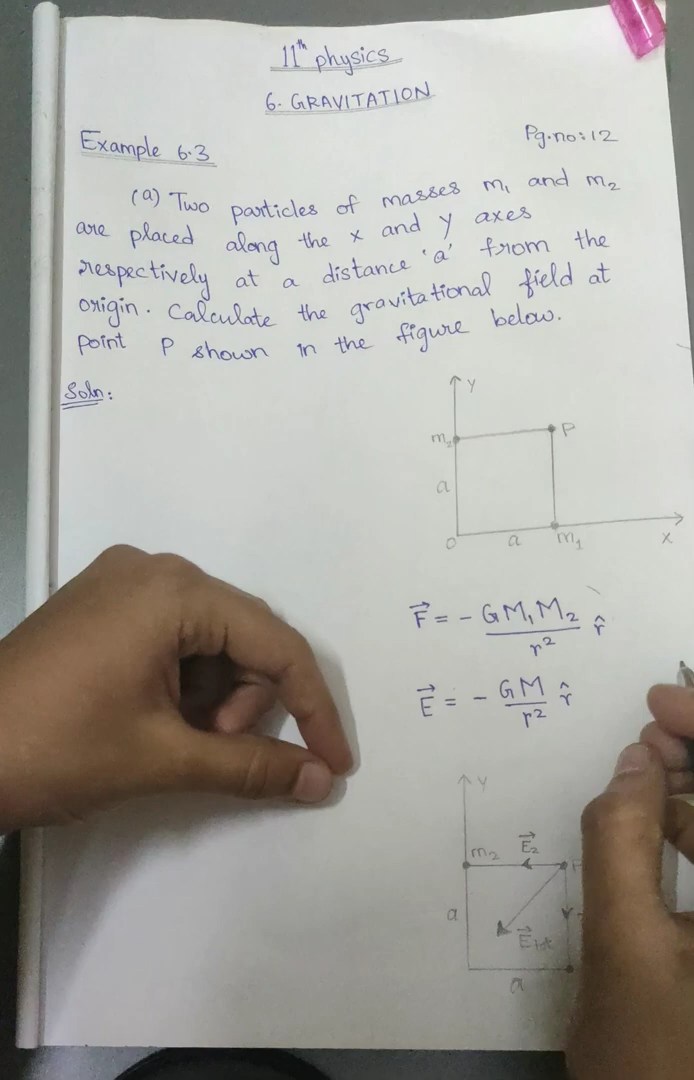 11th physics
6. GRAVITATION
Example 6.3
Pg.no:12
(a) Two particles of masses m₁ and m₂
are placed along the x and y axes
respectively at a distance 'a' from the
origin. Calculate the gravitational field at
point P shown in the figure below.
Soln:
y
m₂ P
a
O a m₁ x
F⃗ = - GM₁M₂/r² r̂
E⃗ = - GM/r² r̂
y
m₂ E⃗₂
a
E⃗tot
a